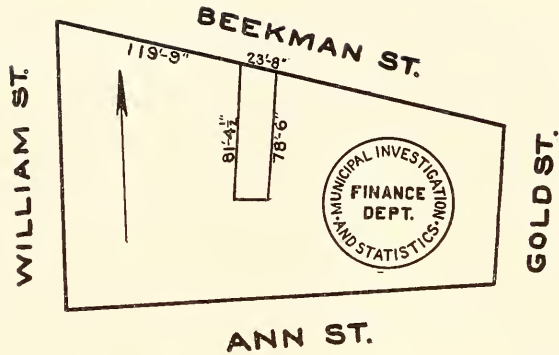 BEEKMAN ST.
119'-9"
23'-8"
WILLIAM ST.
81'-4½"
78'-6"
GOLD ST.
MUNICIPAL INVESTIGATION
FINANCE
DEPT.
AND STATISTICS
ANN ST.